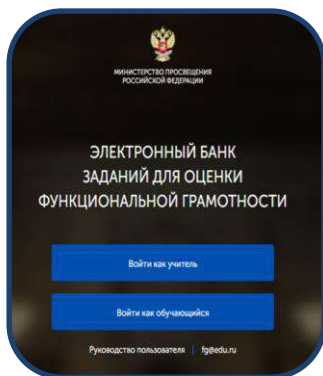 МИНИСТЕРСТВО ПРОСВЕЩЕНИЯ
РОССИЙСКОЙ ФЕДЕРАЦИИ
ЭЛЕКТРОННЫЙ БАНК
ЗАДАНИЙ ДЛЯ ОЦЕНКИ
ФУНКЦИОНАЛЬНОЙ ГРАМОТНОСТИ
Войти как учитель
Войти как обучающийся
Руководство пользователя | fg@edu.ru